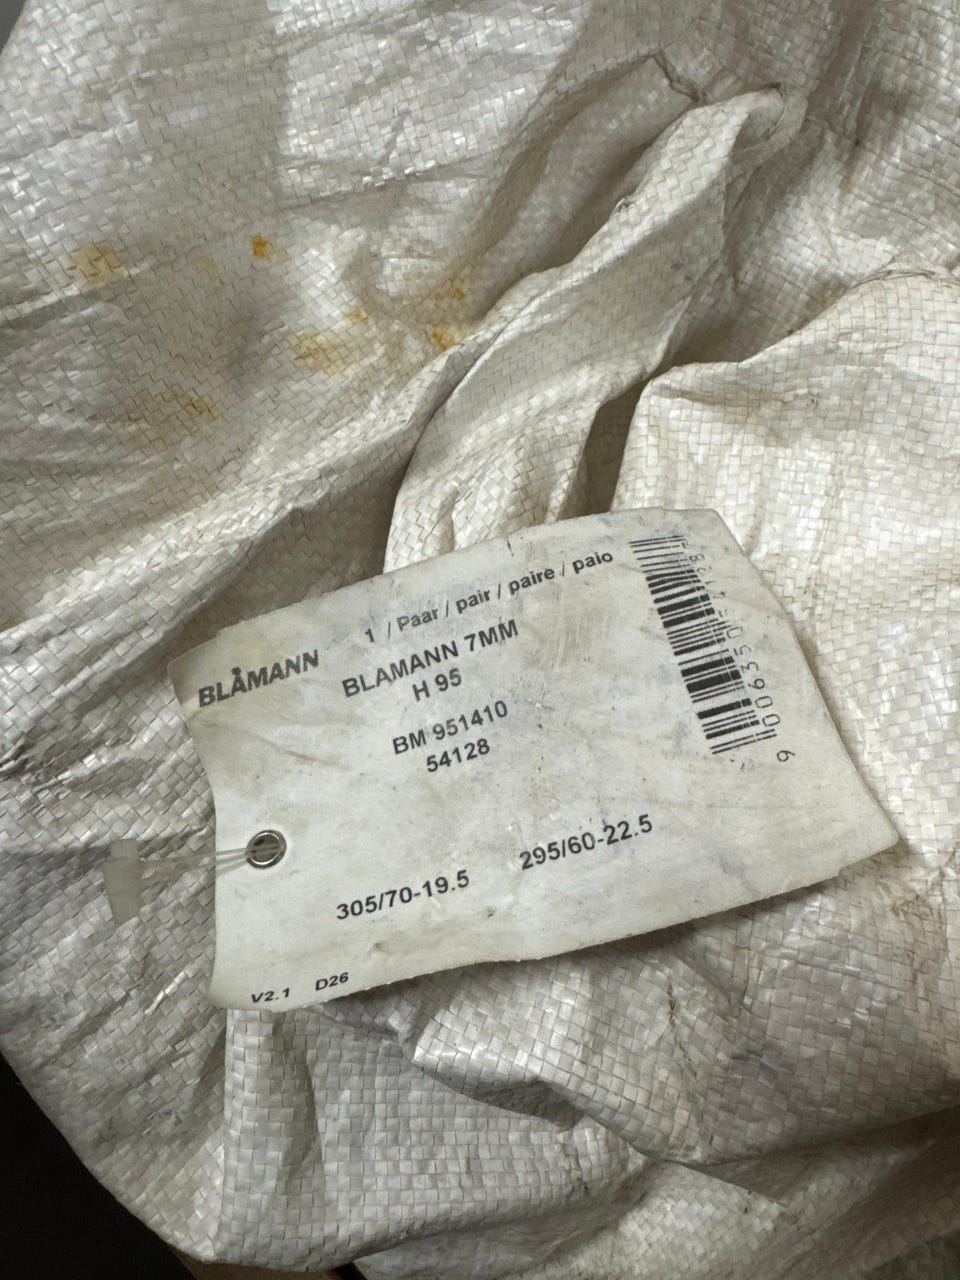 1 / Paar / pair / paire / paio
BLÅMANN
BLAMANN 7MM
H 95
BM 951410
54128
305/70-19.5
295/60-22.5
V2.1 D26